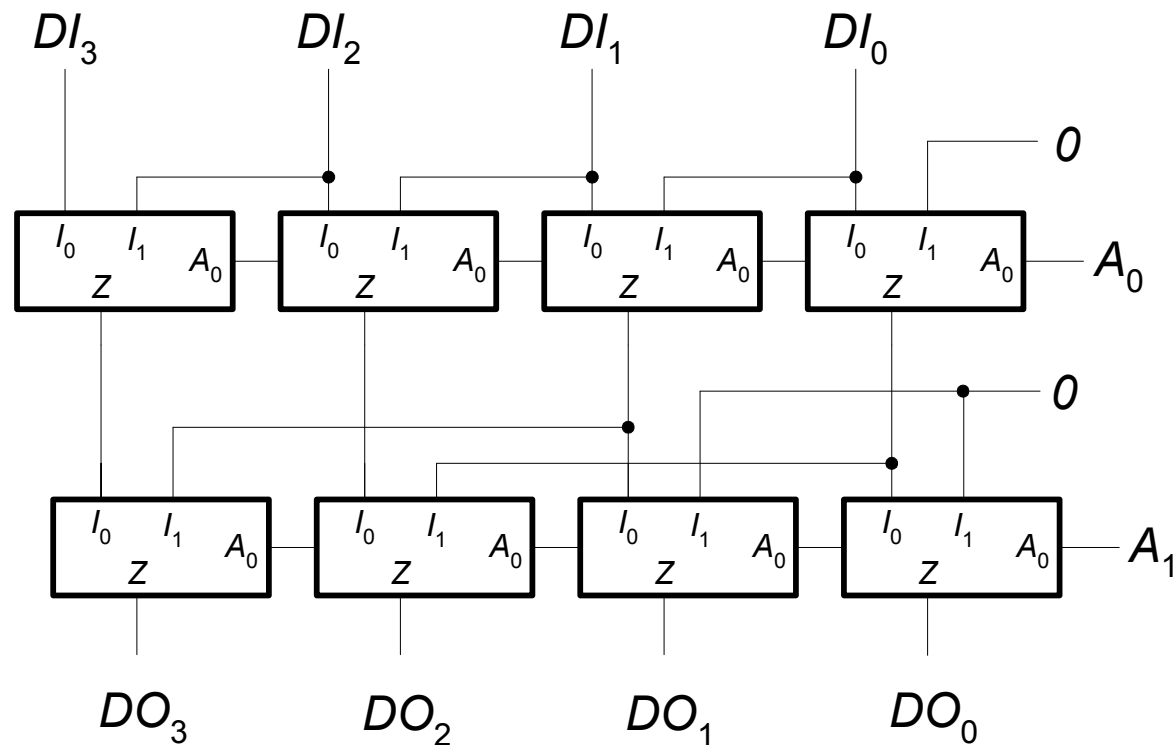 DI₃ DI₂ DI₁ DI₀
0
I₀ I₁ I₀ I₁ I₀ I₁ I₀ I₁
A₀ A₀ A₀ A₀ A₀
Z Z Z Z
0
I₀ I₁ I₀ I₁ I₀ I₁ I₀ I₁
A₀ A₀ A₀ A₀ A₁
Z Z Z Z
DO₃ DO₂ DO₁ DO₀